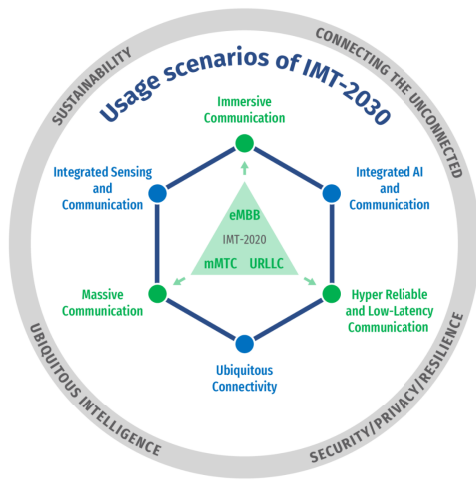 SUSTAINABILITY
CONNECTING THE UNCONNECTED
Usage scenarios of IMT-2030
Immersive
Communication
Integrated Sensing
and
Communication
Integrated AI
and
Communication
eMBB
IMT-2020
mMTC URLLC
Massive
Communication
Hyper Reliable
and Low-Latency
Communication
Ubiquitous
Connectivity
UBIQUITOUS INTELLIGENCE
SECURITY/PRIVACY/RESILIENCE